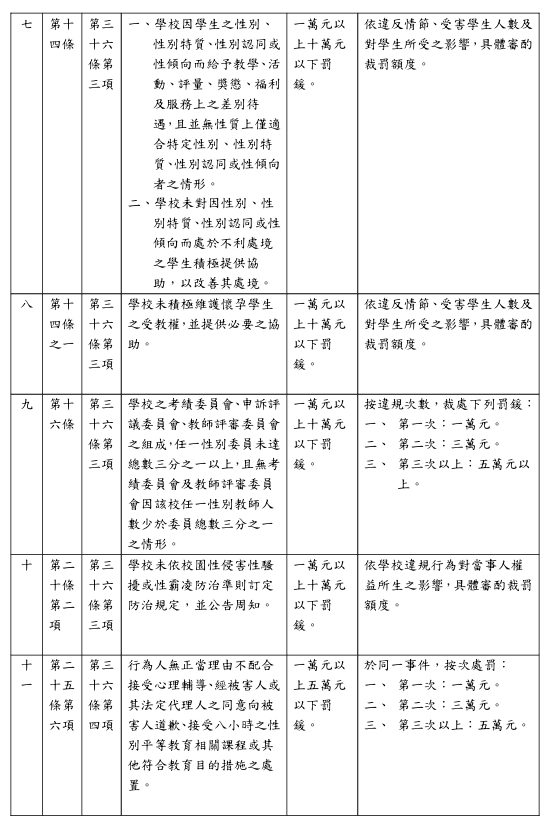 七
第十
四條
第三
十六
條第
三項
一、學校因學生之性別、
性別特質、性別認同或
性傾向而給予教學、活
動、評量、獎懲、福利
及服務上之差別待
遇，且並無性質上僅適
合特定性別、性別特
質、性別認同或性傾向
者之情形。
二、學校未對因性別、性
別特質、性別認同或性
傾向而處於不利處境
之學生積極提供協
助，以改善其處境。
一萬元以
上十萬元
以下罰
鍰。
依違反情節、受害學生人數及
對學生所受之影響，具體審酌
裁罰額度。
八
第十
四條
之一
第三
十六
條第
三項
學校未積極維護懷孕學生
之受教權，並提供必要之協
助。
一萬元以
上十萬元
以下罰
鍰。
依違反情節、受害學生人數及
對學生所受之影響，具體審酌
裁罰額度。
九
第十
六條
第三
十六
條第
三項
學校之考績委員會、申訴評
議委員會、教師評審委員會
之組成，任一性別委員未達
總數三分之一以上，且無考
績委員會及教師評審委員
會因該校任一性別教師人
數少於委員總數三分之一
之情形。
一萬元以
上十萬元
以下罰
鍰。
按違規次數，裁處下列罰鍰：
一、 第一次：一萬元。
二、 第二次：三萬元。
三、 第三次以上：五萬元以
上。
十
第二
十條
第二
項
第三
十六
條第
三項
學校未依校園性侵害性騷
擾或性霸凌防治準則訂定
防治規定，並公告周知。
一萬元以
上十萬元
以下罰
鍰。
依學校違規行為對當事人權
益所生之影響，具體審酌裁罰
額度。
十
一
第二
十五
條第
六項
第三
十六
條第
四項
行為人無正當理由不配合
接受心理輔導、經被害人或
其法定代理人之同意向被
害人道歉、接受八小時之性
別平等教育相關課程或其
他符合教育目的措施之處
置。
一萬元以
上五萬元
以下罰
鍰。
於同一事件，按次處罰：
一、 第一次：一萬元。
二、 第二次：三萬元。
三、 第三次以上：五萬元。